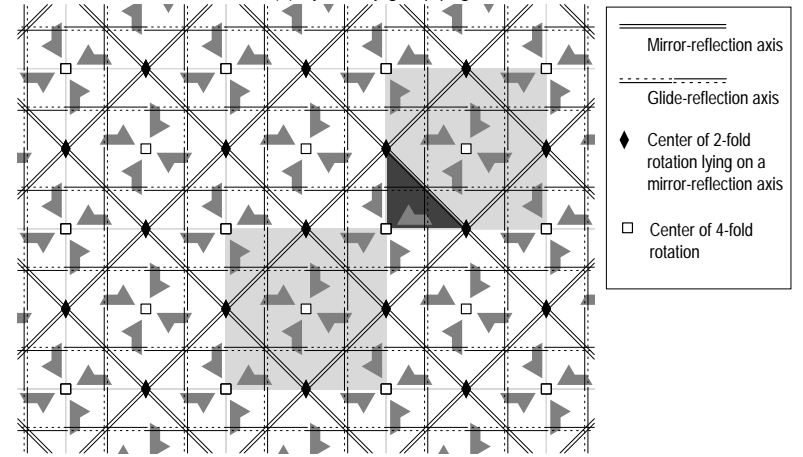 Mirror-reflection axis
Glide-reflection axis
Center of 2-fold
rotation lying on a
mirror-reflection axis
Center of 4-fold
rotation